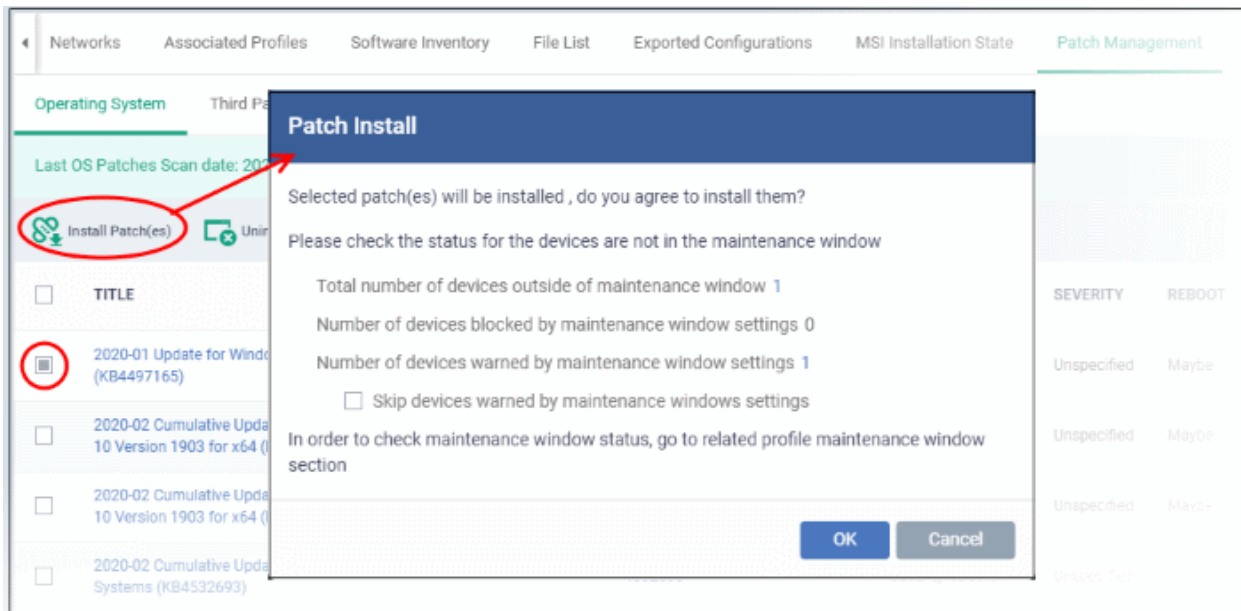 Networks Associated Profiles Software Inventory File List Exported Configurations MSI Installation State Patch Management
Operating System Third Pa
Last OS Patches Scan date: 202
Install Patch(es) Unin
TITLE SEVERITY REBOOT
2020-01 Update for Windo
(KB4497165) Unspecified Maybe
2020-02 Cumulative Upda
10 Version 1903 for x64 ( Unspecified Maybe
2020-02 Cumulative Upda
10 Version 1903 for x64 ( Unspecified Maybe
2020-02 Cumulative Upda
Systems (KB4532693)
Patch Install
Selected patch(es) will be installed , do you agree to install them?
Please check the status for the devices are not in the maintenance window
Total number of devices outside of maintenance window 1
Number of devices blocked by maintenance window settings 0
Number of devices warned by maintenance window settings 1
Skip devices warned by maintenance windows settings
In order to check maintenance window status, go to related profile maintenance window
section
OK Cancel